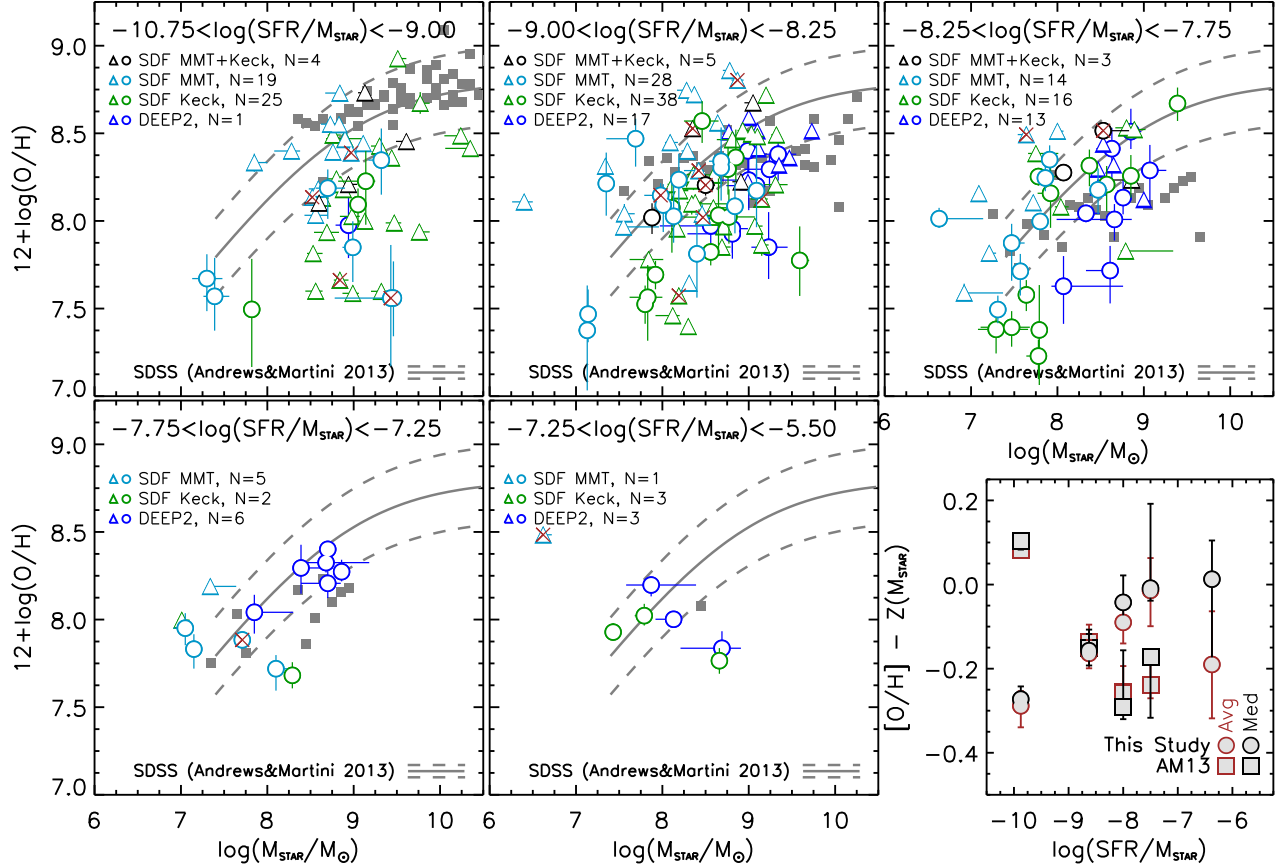 −10.75<log(SFR/MSTAR)<−9.00
SDF MMT+Keck, N=4
SDF MMT, N=19
SDF Keck, N=25
DEEP2, N=1
SDSS (Andrews&Martini 2013)
12+log(O/H)
9.0
8.5
8.0
7.5
7.0
−9.00<log(SFR/MSTAR)<−8.25
SDF MMT+Keck, N=5
SDF MMT, N=28
SDF Keck, N=38
DEEP2, N=17
SDSS (Andrews&Martini 2013)
−8.25<log(SFR/MSTAR)<−7.75
SDF MMT+Keck, N=3
SDF MMT, N=14
SDF Keck, N=16
DEEP2, N=13
SDSS (Andrews&Martini 2013)
7 8 9 10
log(MSTAR/M⊙)
−7.75<log(SFR/MSTAR)<−7.25
SDF MMT, N=5
SDF Keck, N=2
DEEP2, N=6
SDSS (Andrews&Martini 2013)
12+log(O/H)
9.0
8.5
8.0
7.5
7.0
6 7 8 9 10
log(MSTAR/M⊙)
−7.25<log(SFR/MSTAR)<−5.50
SDF MMT, N=1
SDF Keck, N=3
DEEP2, N=3
SDSS (Andrews&Martini 2013)
6 7 8 9 10
log(MSTAR/M⊙)
[O/H] − Z(MSTAR)
0.2
0.0
−0.2
−0.4
Avg
Med
This Study
AM13
−10 −9 −8 −7 −6
log(SFR/MSTAR)